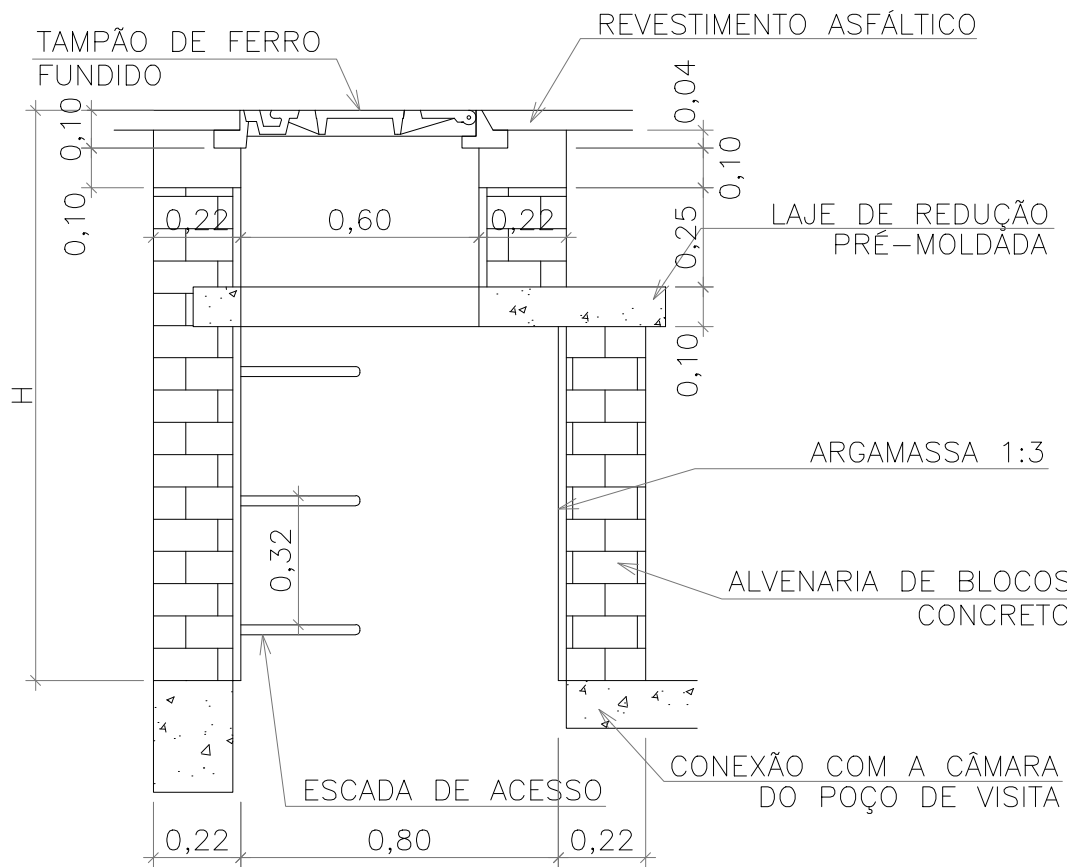 REVESTIMENTO ASFÁLTICO
TAMPÃO DE FERRO
FUNDIDO
0,04
0,10
0,10
0,10
0,22
0,60
0,22
0,25
LAJE DE REDUÇÃO
PRÉ-MOLDADA
0,10
H
ARGAMASSA 1:3
0,32
ALVENARIA DE BLOCOS
CONCRETO
CONEXÃO COM A CÂMARA
DO POÇO DE VISITA
ESCADA DE ACESSO
0,22
0,80
0,22